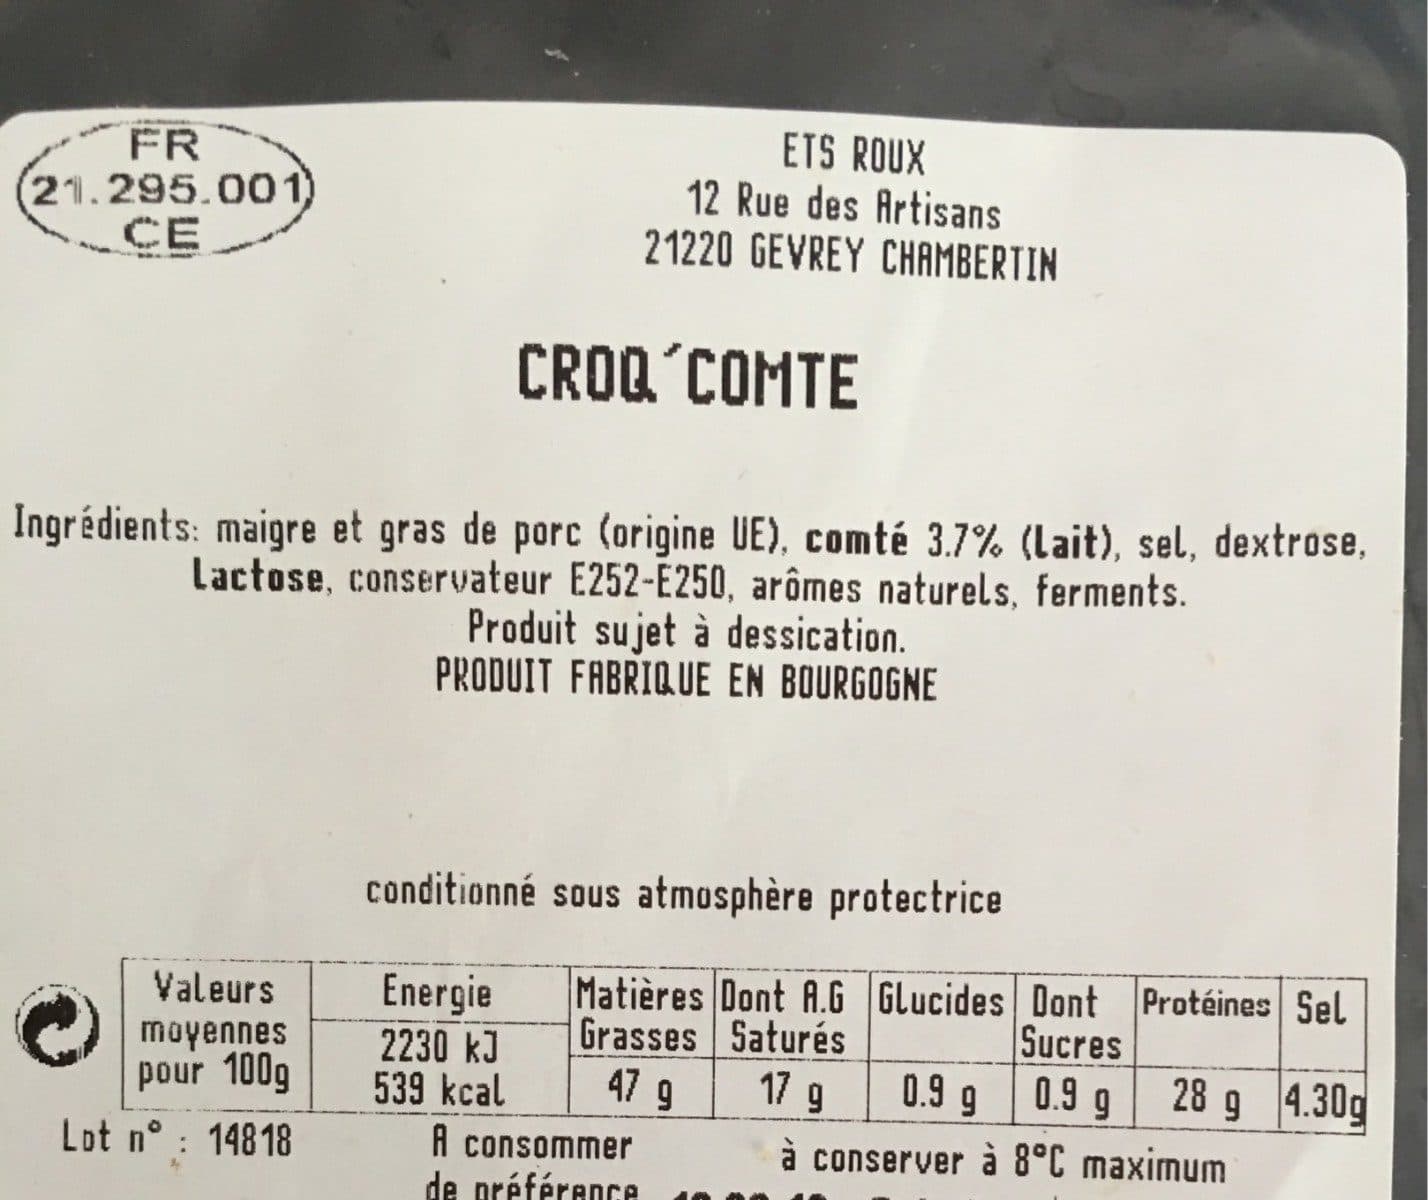 FR
21.295.001
CE
ETS ROUX
12 Rue des Artisans
21220 GEVREY CHAMBERTIN
CROQ´COMTE
Ingrédients: maigre et gras de porc (origine UE), comté 3.7% (lait), sel, dextrose,
Lactose, conservateur E252-E250, arômes naturels, ferments.
Produit sujet à dessication.
PRODUIT FABRIQUE EN BOURGOGNE
conditionné sous atmosphère protectrice
Valeurs moyennes pour 100g
Energie
2230 kJ
539 kcal
Matières Grasses
47 g
Dont A.G Saturés
17 g
Glucides
0.9 g
Dont Sucres
0.9 g
Protéines
28 g
Sel
4.30g
Lot n° : 14818
A consommer
de préférence
à conserver à 8°C maximum